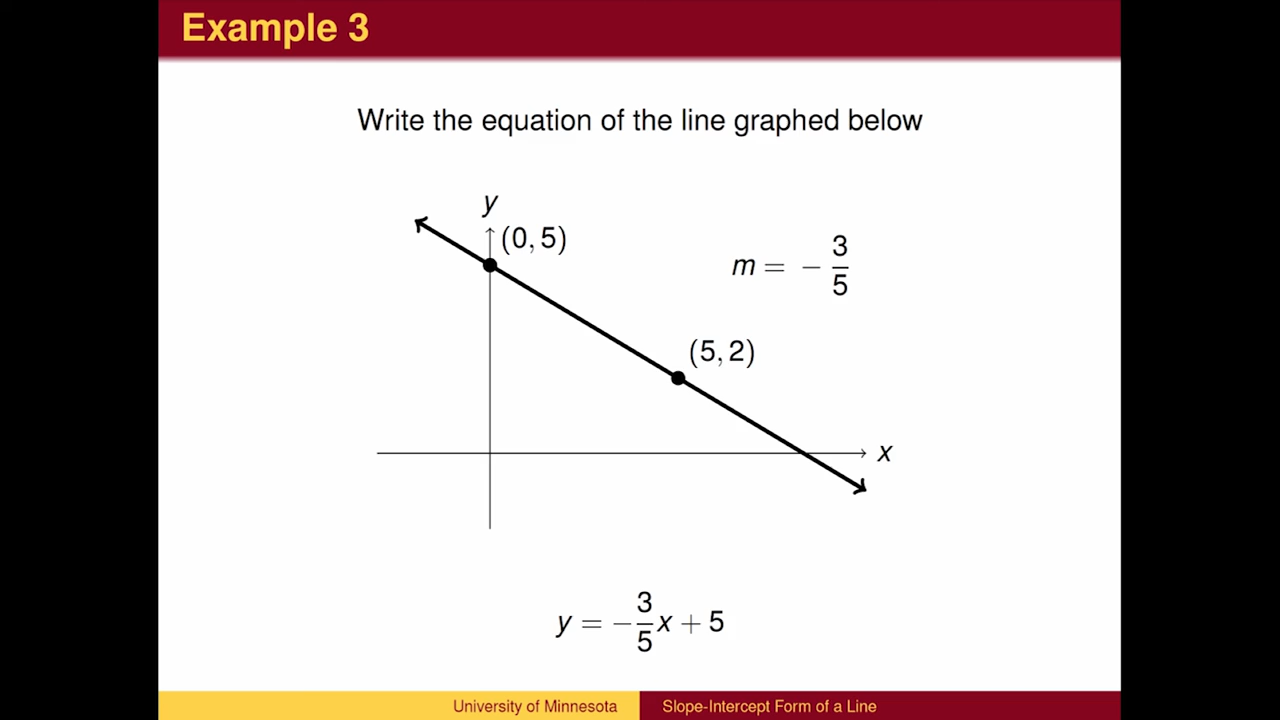 Example 3
Write the equation of the line graphed below
y
(0, 5)
m = − 3/5
(5, 2)
x
y = −3/5x + 5
University of Minnesota
Slope-Intercept Form of a Line